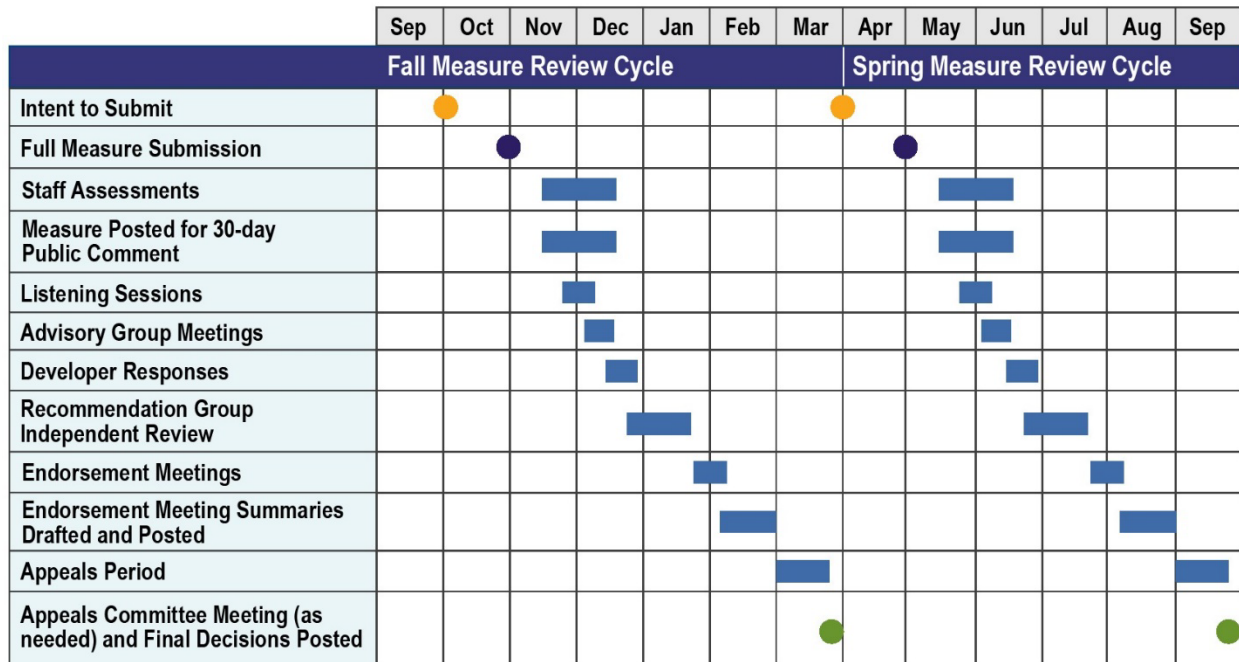 Sep Oct Nov Dec Jan Feb Mar Apr May Jun Jul Aug Sep
Fall Measure Review Cycle Spring Measure Review Cycle
Intent to Submit
Full Measure Submission
Staff Assessments
Measure Posted for 30-day
Public Comment
Listening Sessions
Advisory Group Meetings
Developer Responses
Recommendation Group
Independent Review
Endorsement Meetings
Endorsement Meeting Summaries
Drafted and Posted
Appeals Period
Appeals Committee Meeting (as
needed) and Final Decisions Posted